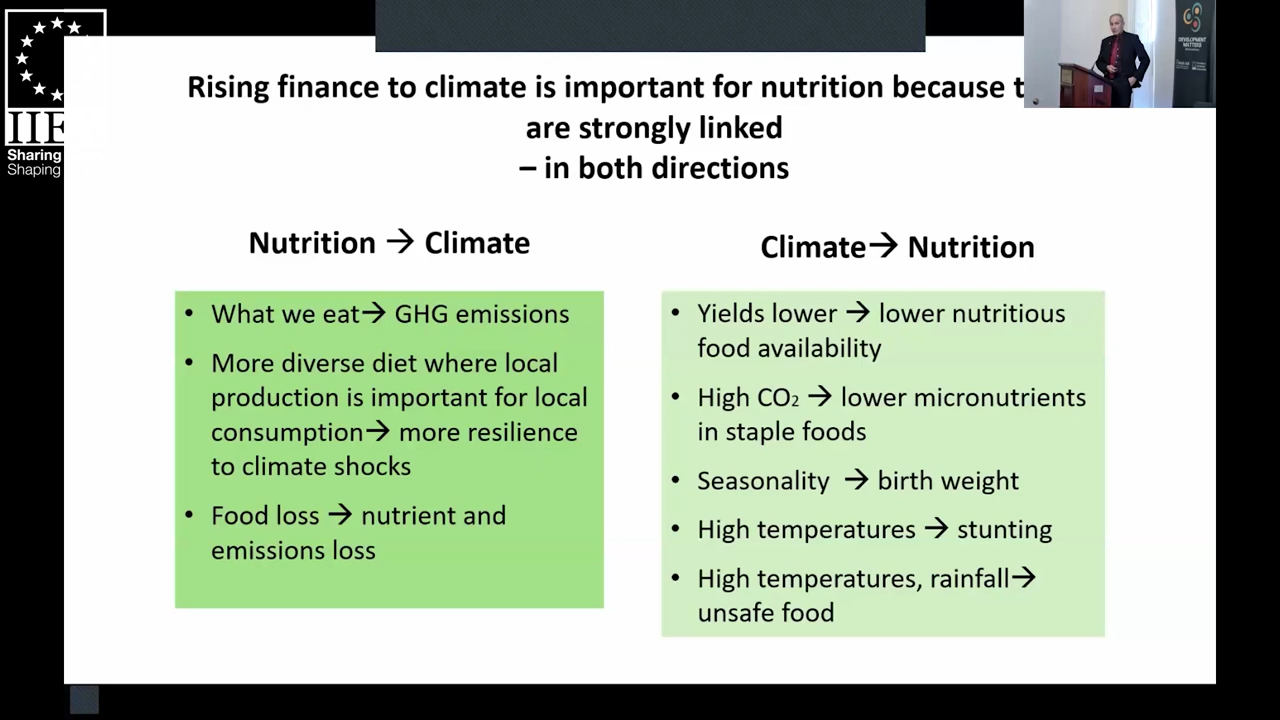 IIE
Sharing
Shaping
DEVELOPMENT
MATTERS
Rising finance to climate is important for nutrition because
are strongly linked
– in both directions
Nutrition → Climate
Climate→ Nutrition
• What we eat→ GHG emissions
• More diverse diet where local
production is important for local
consumption→ more resilience
to climate shocks
• Food loss → nutrient and
emissions loss
• Yields lower → lower nutritious
food availability
• High CO₂ → lower micronutrients
in staple foods
• Seasonality → birth weight
• High temperatures → stunting
• High temperatures, rainfall→
unsafe food